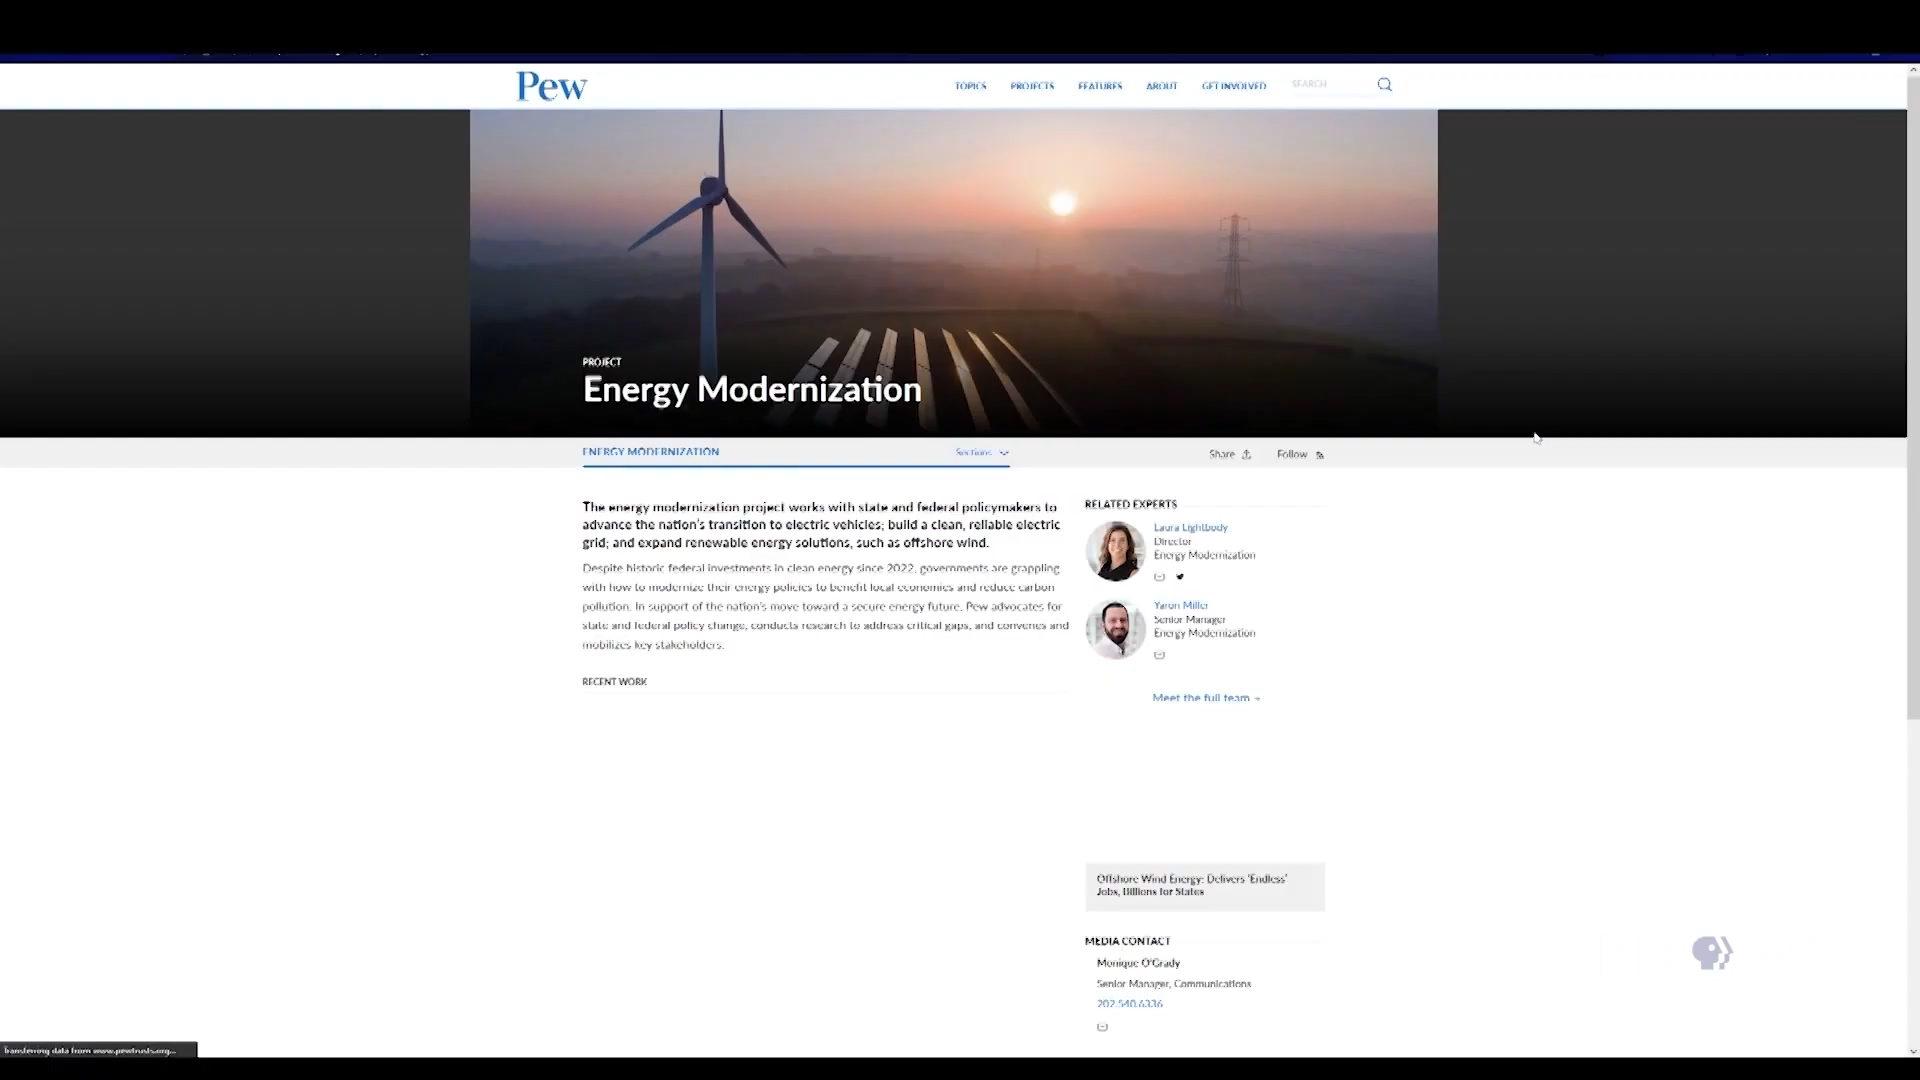 Pew
TOPICS PROJECTS FEATURES ABOUT GET INVOLVED SEARCH
PROJECT
Energy Modernization
ENERGY MODERNIZATION Sections Share Follow
The energy modernization project works with state and federal policymakers to
advance the nation's transition to electric vehicles; build a clean, reliable electric
grid; and expand renewable energy solutions, such as offshore wind.
Despite historic federal investments in clean energy since 2022, governments are grappling
with how to modernize their energy policies to benefit local economies and reduce carbon
pollution. In support of the nation's move toward a secure energy future, Pew advocates for
state and federal policy change, conducts research to address critical gaps, and convenes and
mobilizes key stakeholders.
RECENT WORK
RELATED EXPERTS
Laura Lightbody
Director
Energy Modernization
Yaron Miller
Senior Manager
Energy Modernization
Meet the full team
Offshore Wind Energy: Delivers 'Endless'
Jobs, Billions for States
MEDIA CONTACT
Monique O'Grady
Senior Manager, Communications
202.540.6336
Transferring data from www.pewtrusts.org...